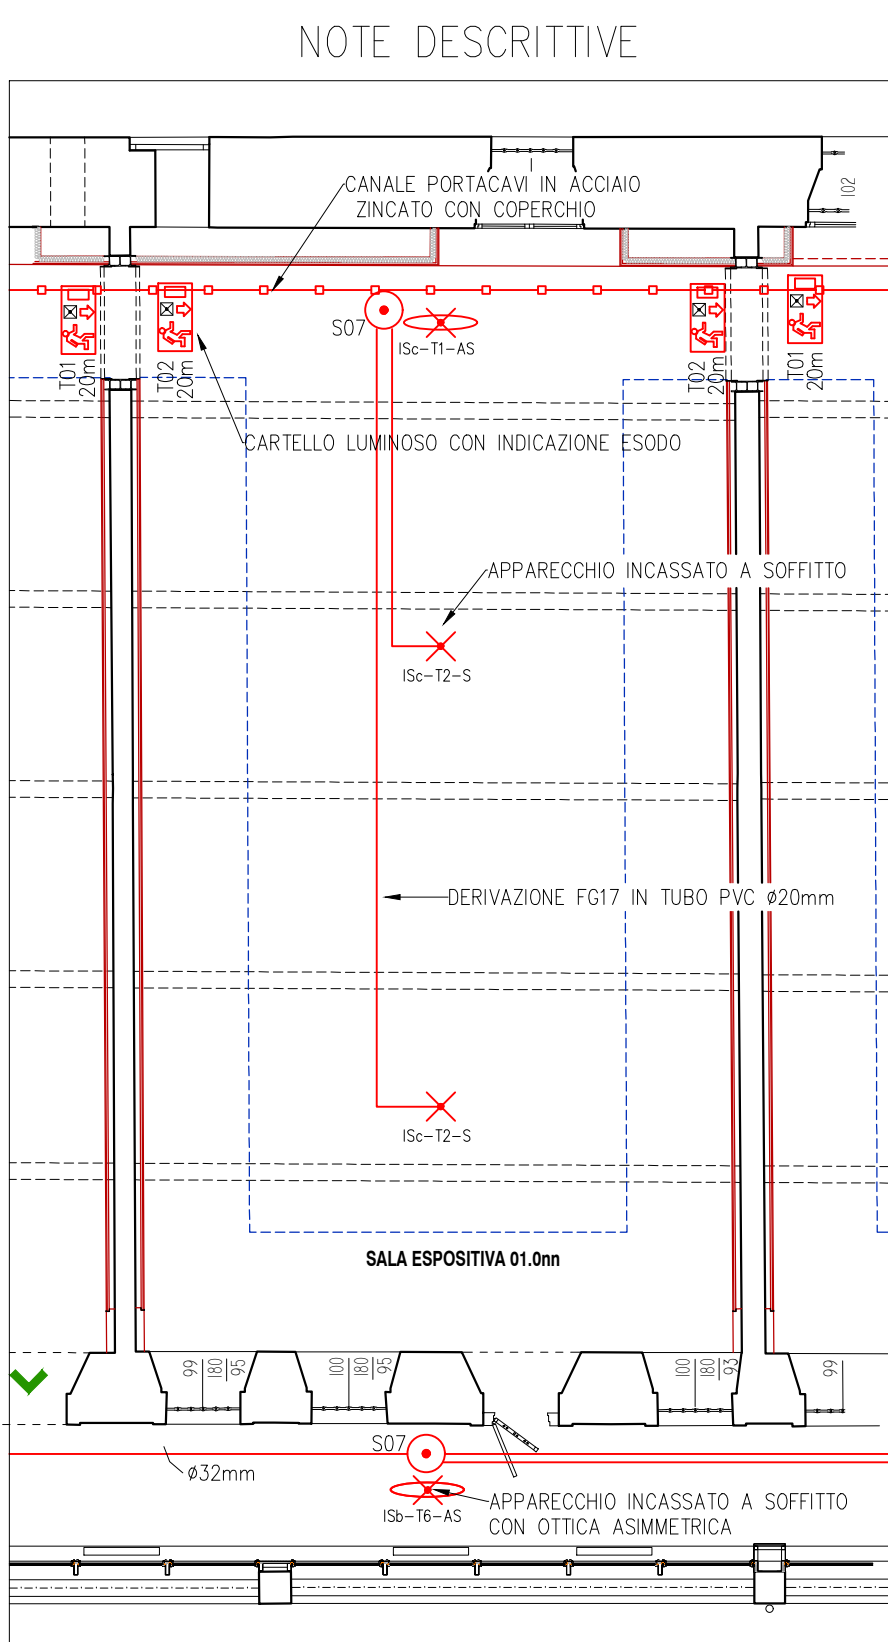 NOTE DESCRITTIVE
CANALE PORTACAVI IN ACCIAIO
ZINCATO CON COPERCHIO
102
S07
ISc-T1-AS
T01
20m
T02
20m
T02
20m
T01
20m
CARTELLO LUMINOSO CON INDICAZIONE ESODO
APPARECCHIO INCASSATO A SOFFITTO
ISc-T2-S
DERIVAZIONE FG17 IN TUBO PVC Ø20mm
ISc-T2-S
SALA ESPOSITIVA 01.0nn
99
180
95
100
180
95
100
180
93
99
S07
Ø32mm
ISb-T6-AS
APPARECCHIO INCASSATO A SOFFITTO
CON OTTICA ASIMMETRICA